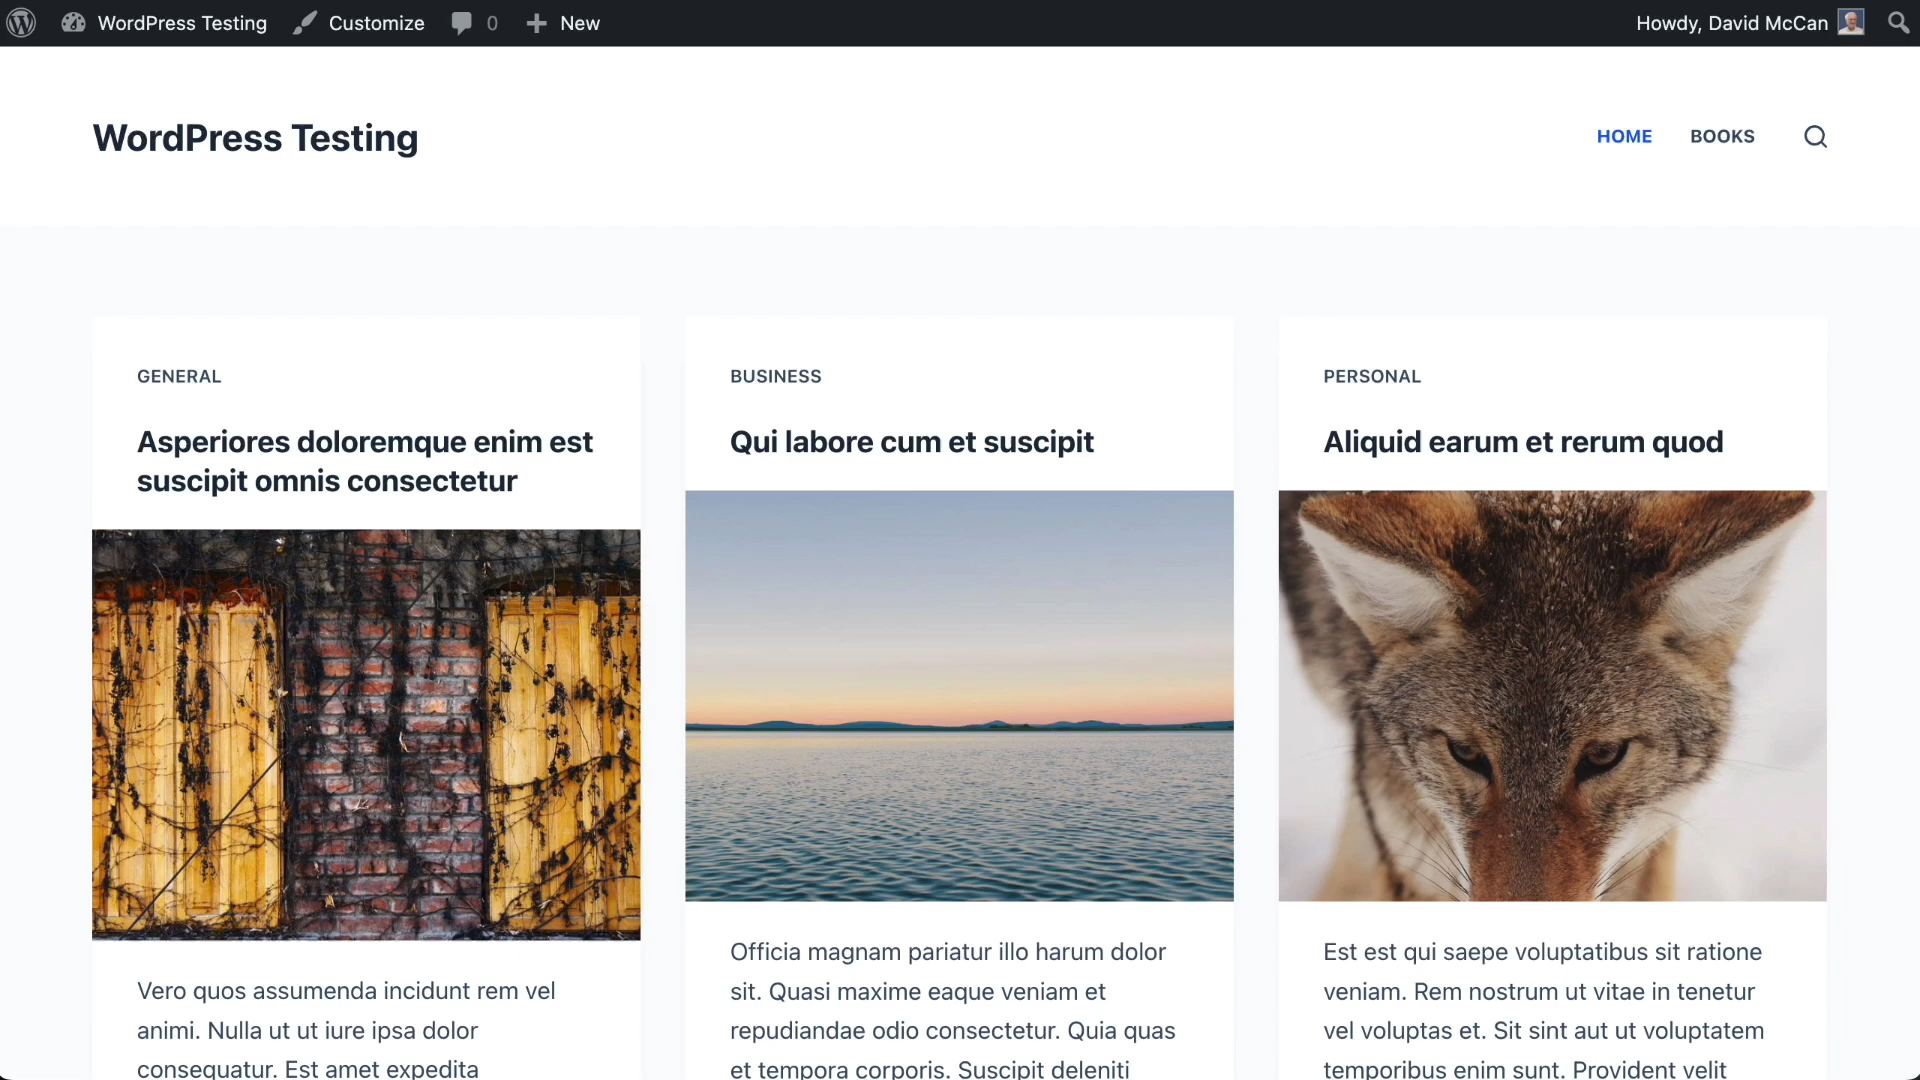 WordPress Testing Customize 0 New Howdy, David McCan
WordPress Testing
HOME BOOKS
GENERAL
Asperiores doloremque enim est
suscipit omnis consectetur
Vero quos assumenda incidunt rem vel
animi. Nulla ut ut iure ipsa dolor
consequatur. Est amet expedita
BUSINESS
Qui labore cum et suscipit
Officia magnam pariatur illo harum dolor
sit. Quasi maxime eaque veniam et
repudiandae odio consectetur. Quia quas
et tempora corporis. Suscipit deleniti
PERSONAL
Aliquid earum et rerum quod
Est est qui saepe voluptatibus sit ratione
veniam. Rem nostrum ut vitae in tenetur
vel voluptas et. Sit sint aut ut voluptatem
temporibus enim sunt. Provident velit